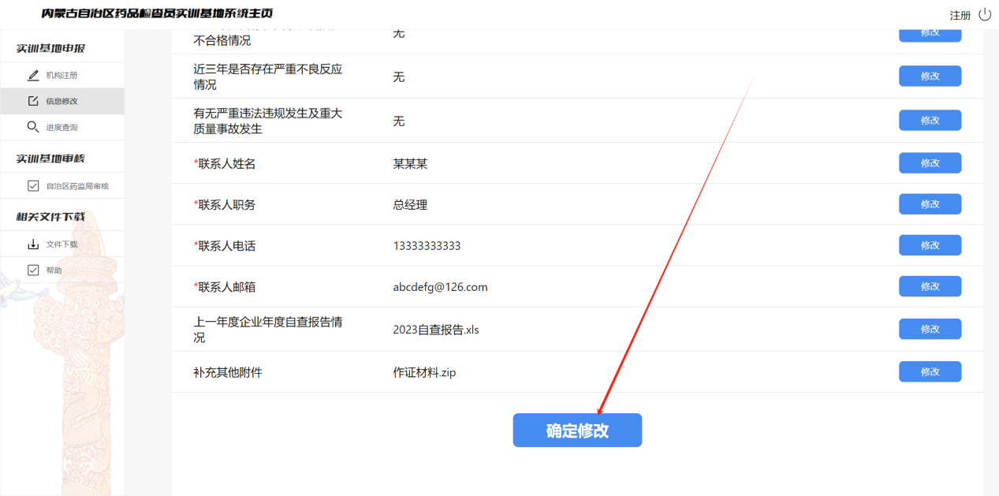 内蒙古自治区药品检查员实训基地系统主页
注册
实训基地申报
机构注册
信息修改
进度查询
实训基地审核
自治区药监局审核
相关文件下载
文件下载
帮助
不合格情况
无
修改
近三年是否存在严重不良反应
情况
无
修改
有无严重违法违规发生及重大
质量事故发生
无
修改
*联系人姓名
某某某
修改
*联系人职务
总经理
修改
*联系人电话
13333333333
修改
*联系人邮箱
abcdefg@126.com
修改
上一年度企业年度自查报告情
况
2023自查报告.xls
修改
补充其他附件
作证材料.zip
修改
确定修改